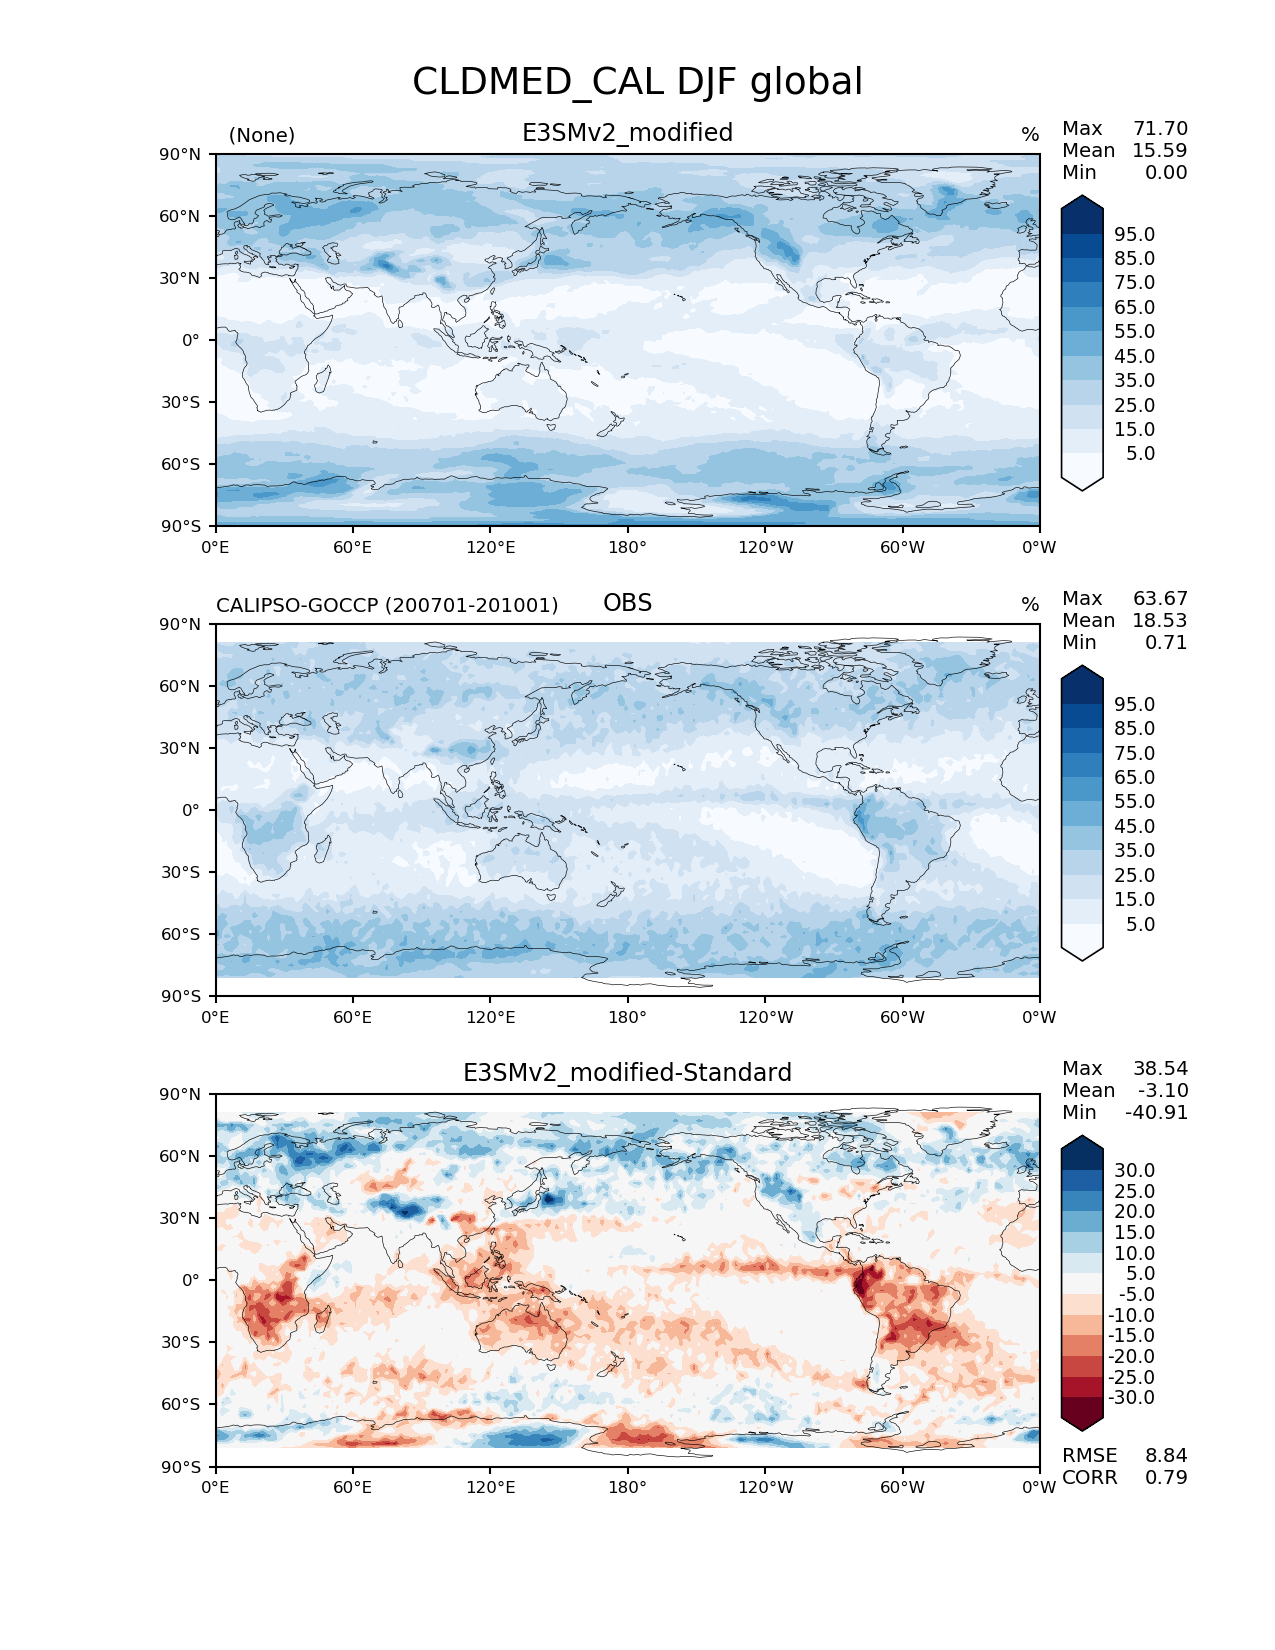 CLDMED_CAL DJF global
(None) E3SMv2_modified %
Max 71.70
Mean 15.59
Min 0.00
90°N
60°N
30°N
0°
30°S
60°S
90°S
0°E 60°E 120°E 180° 120°W 60°W 0°W
95.0
85.0
75.0
65.0
55.0
45.0
35.0
25.0
15.0
5.0
CALIPSO-GOCCP (200701-201001) OBS %
Max 63.67
Mean 18.53
Min 0.71
90°N
60°N
30°N
0°
30°S
60°S
90°S
0°E 60°E 120°E 180° 120°W 60°W 0°W
95.0
85.0
75.0
65.0
55.0
45.0
35.0
25.0
15.0
5.0
E3SMv2_modified-Standard
Max 38.54
Mean -3.10
Min -40.91
90°N
60°N
30°N
0°
30°S
60°S
90°S
0°E 60°E 120°E 180° 120°W 60°W 0°W
30.0
25.0
20.0
15.0
10.0
5.0
-5.0
-10.0
-15.0
-20.0
-25.0
-30.0
RMSE 8.84
CORR 0.79